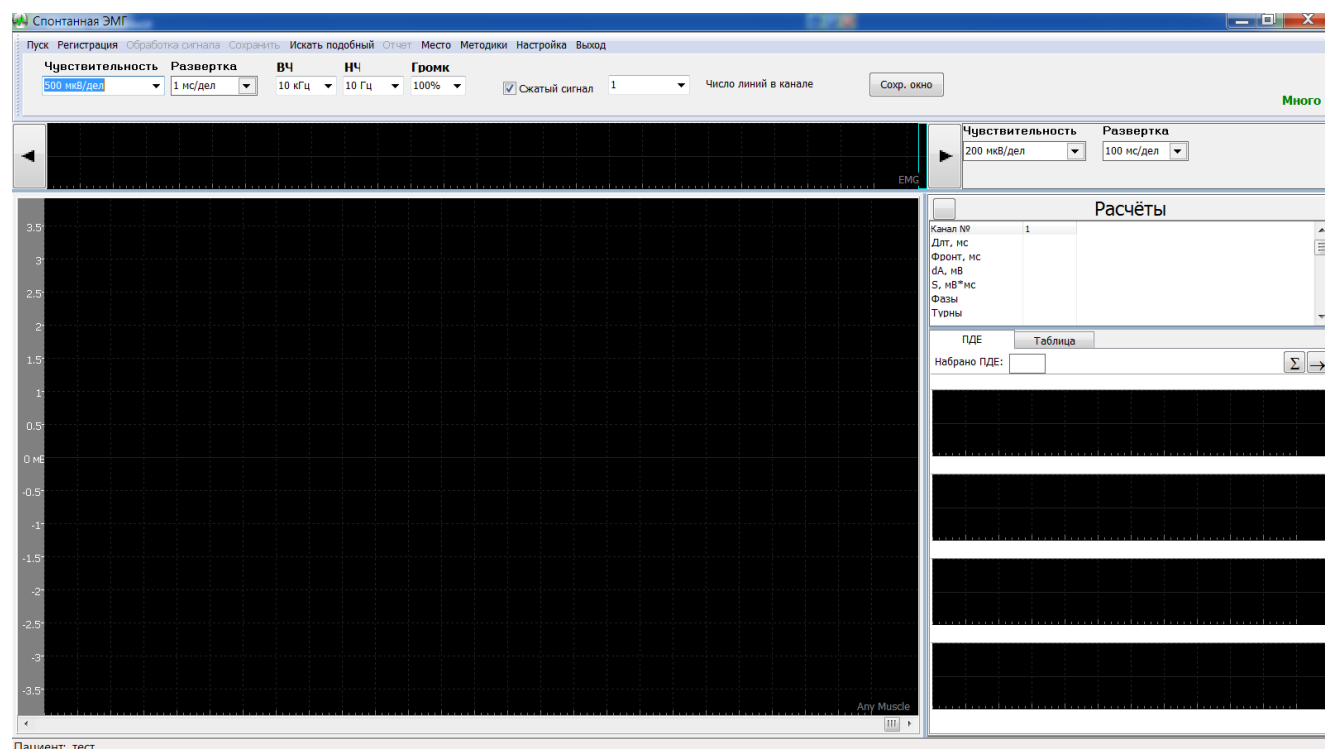 Спонтанная ЭМГ
Пуск Регистрация Обработка сигнала Сохранить Искать подобный Отчет Место Методики Настройка Выход
Чувствительность Развертка ВЧ НЧ Громк
500 мкВ/дел 1 мс/дел 10 кГц 10 Гц 100% Сжатый сигнал 1 Число линий в канале Сохр. окно
Много
Чувствительность Развертка
200 мкВ/дел 100 мс/дел
EMG
Расчёты
Канал № 1
Длт, мс
Фронт, мс
dA, мВ
S, мВ*мс
Фазы
Турны
ПДЕ Таблица
Набрано ПДЕ: Σ →
3.5
3
2.5
2
1.5
1
0.5
0 мВ
-0.5
-1
-1.5
-2
-2.5
-3
-3.5
Any Muscle
Пациент: тест